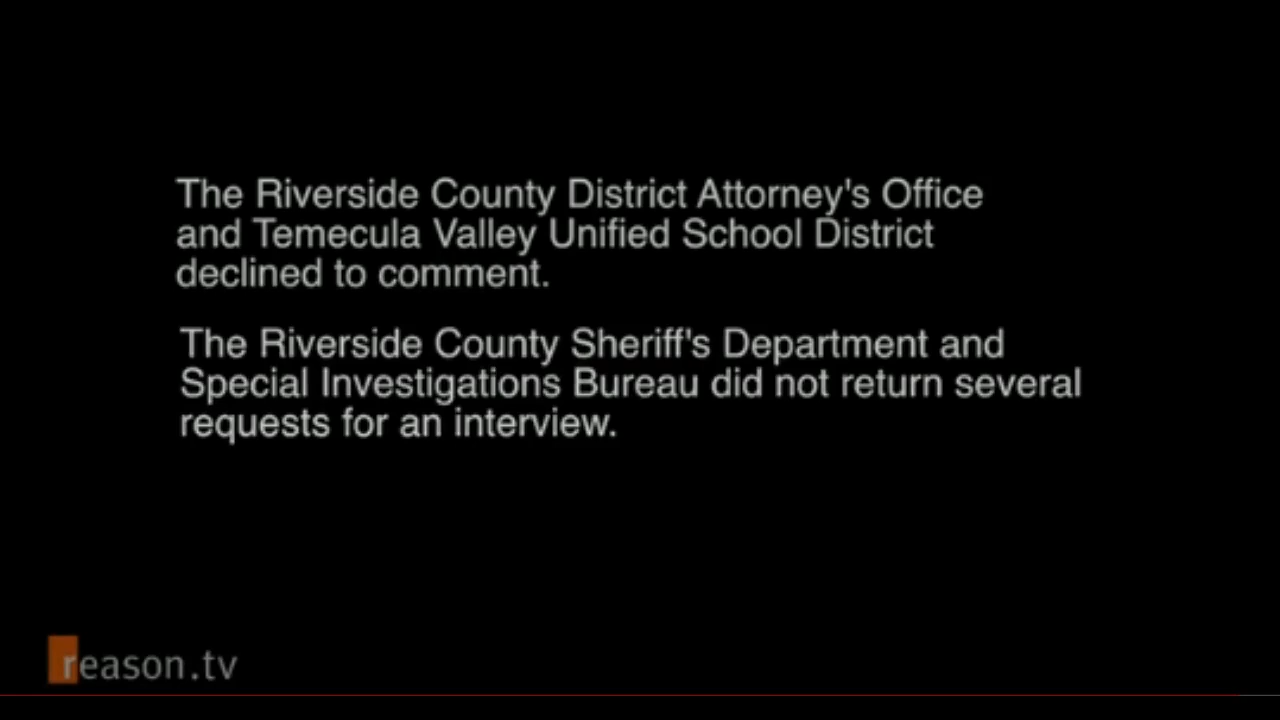 The Riverside County District Attorney's Office
and Temecula Valley Unified School District
declined to comment.
The Riverside County Sheriff's Department and
Special Investigations Bureau did not return several
requests for an interview.
reason.tv